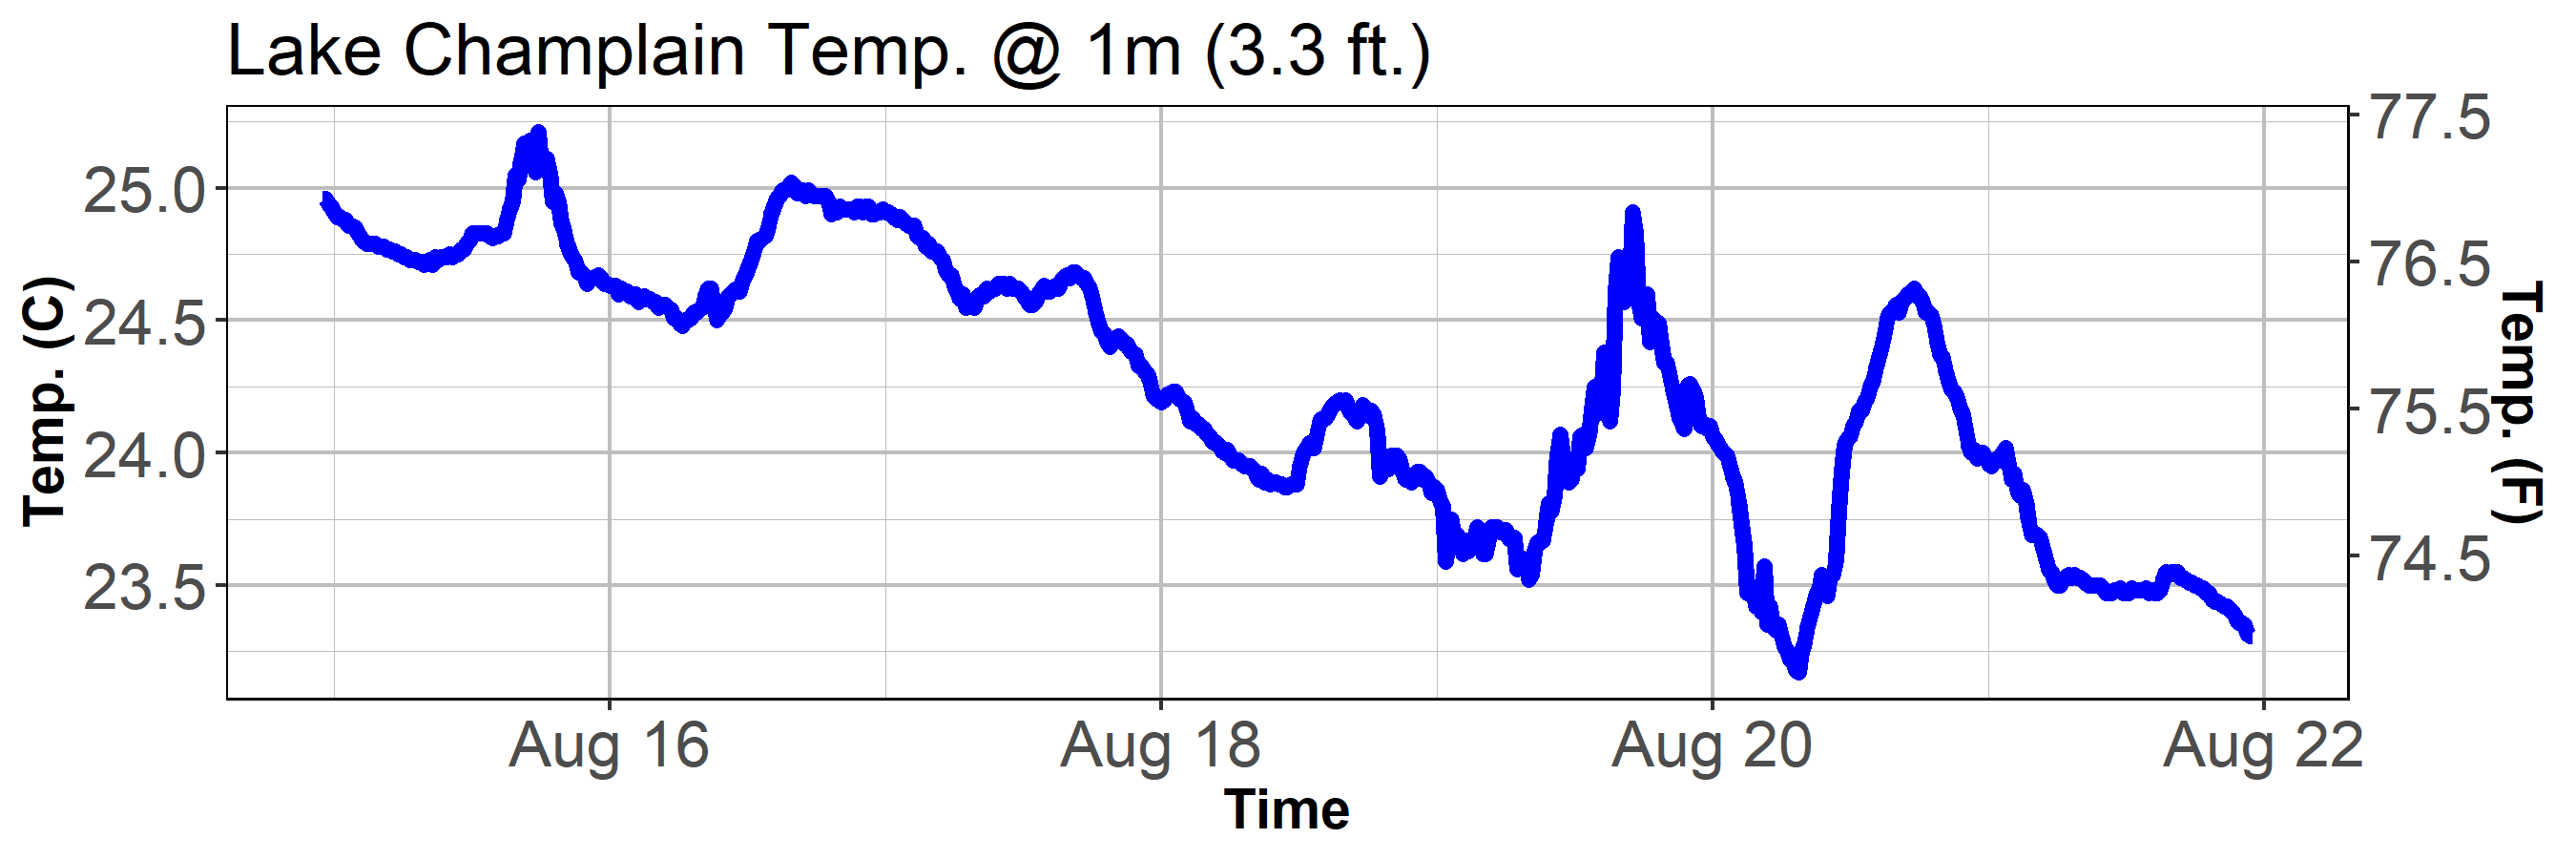 Lake Champlain Temp. @ 1m (3.3 ft.)
Temp. (C)
25.0
24.5
24.0
23.5
77.5
76.5
75.5
74.5
Temp. (F)
Aug 16
Aug 18
Aug 20
Aug 22
Time